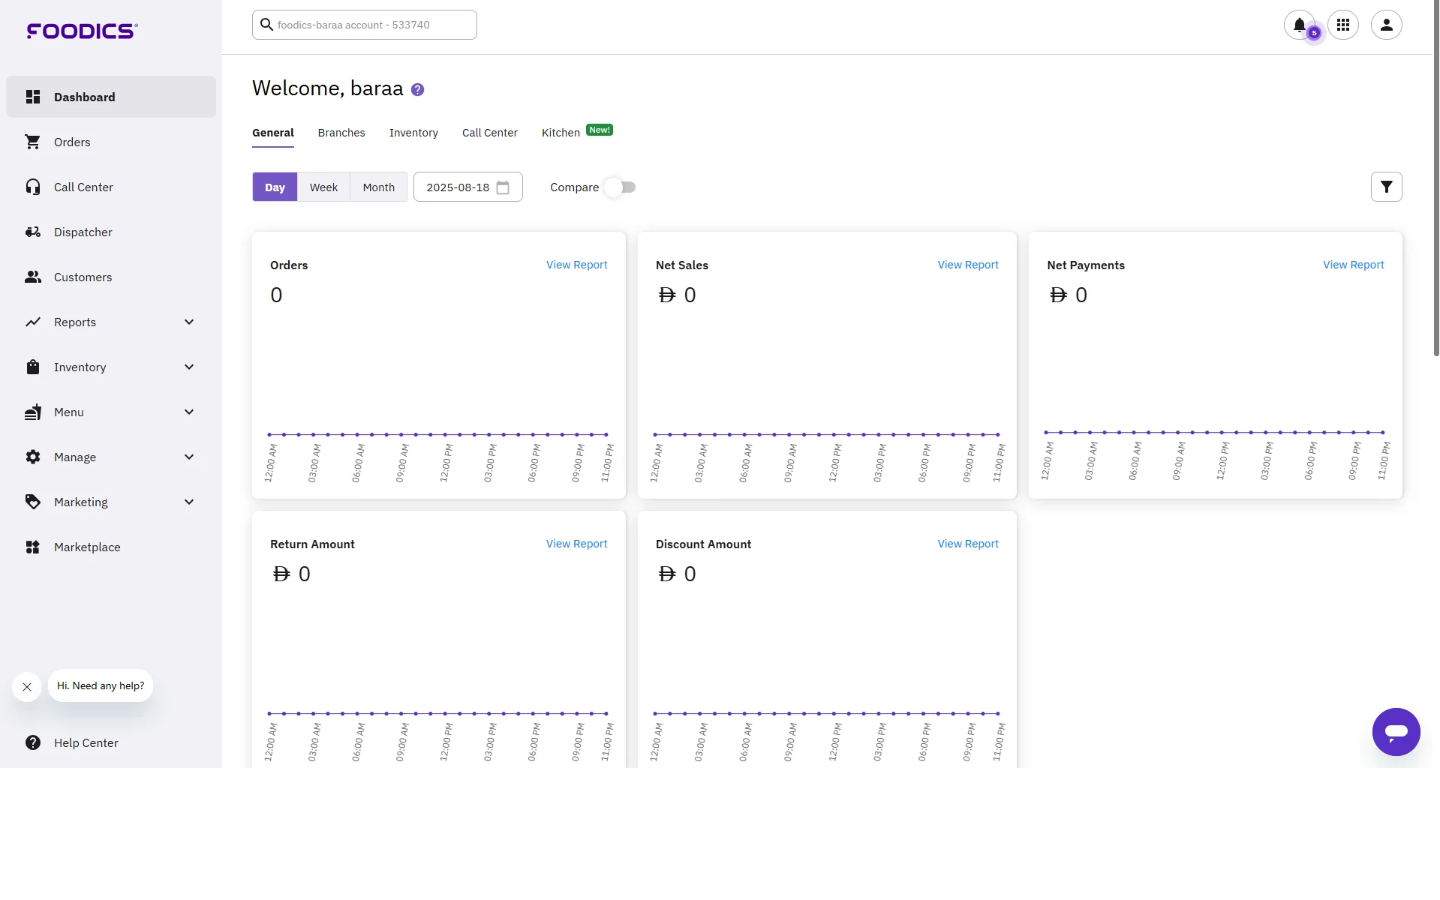 FOODICS
foodics-baraa account - 533740
5
Dashboard
Orders
Call Center
Dispatcher
Customers
Reports
Inventory
Menu
Manage
Marketing
Marketplace
Hi. Need any help?
Help Center
Welcome, baraa ?
General Branches Inventory Call Center Kitchen New!
Day Week Month 2025-08-18 Compare
Orders View Report
0
12:00 AM 03:00 AM 06:00 AM 09:00 AM 12:00 PM 03:00 PM 06:00 PM 09:00 PM 11:00 PM
Net Sales View Report
0
12:00 AM 03:00 AM 06:00 AM 09:00 AM 12:00 PM 03:00 PM 06:00 PM 09:00 PM 11:00 PM
Net Payments View Report
0
12:00 AM 03:00 AM 06:00 AM 09:00 AM 12:00 PM 03:00 PM 06:00 PM 09:00 PM 11:00 PM
Return Amount View Report
0
12:00 AM 03:00 AM 06:00 AM 09:00 AM 12:00 PM 03:00 PM 06:00 PM 09:00 PM 11:00 PM
Discount Amount View Report
0
12:00 AM 03:00 AM 06:00 AM 09:00 AM 12:00 PM 03:00 PM 06:00 PM 09:00 PM 11:00 PM